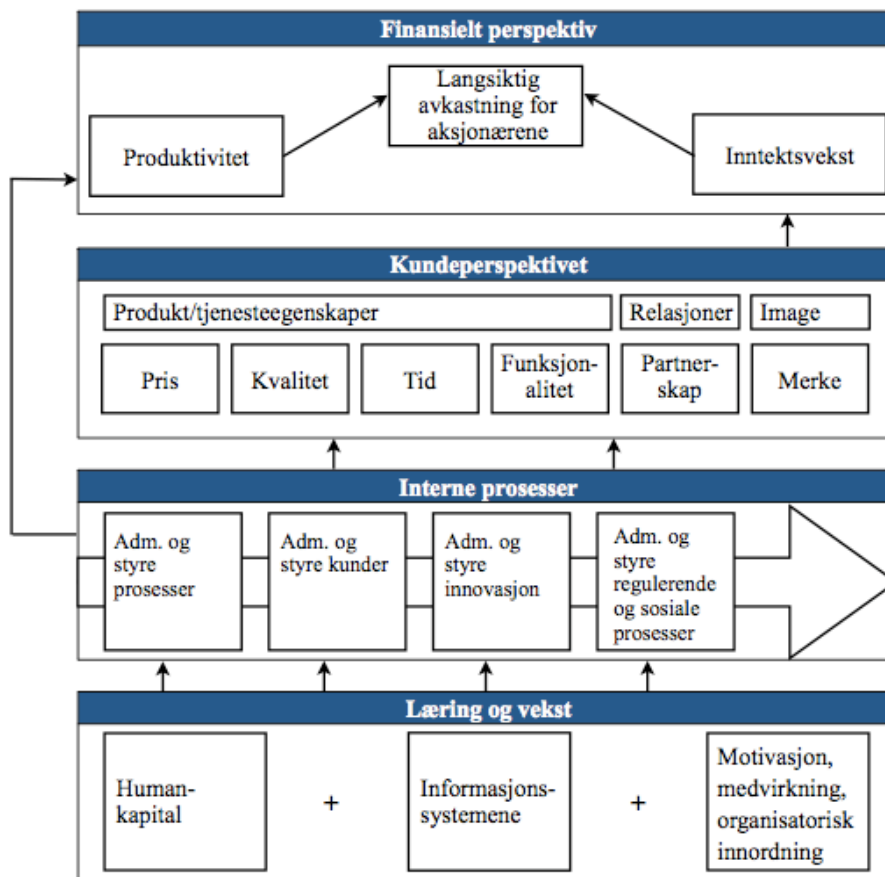 Finansielt perspektiv
Langsiktig
avkastning for
aksjonærene
Produktivitet
Inntektsvekst
Kundeperspektivet
Produkt/tjenesteegenskaper
Relasjoner
Image
Pris
Kvalitet
Tid
Funksjon-
alitet
Partner-
skap
Merke
Interne prosesser
Adm. og
styre
prosesser
Adm. og
styre kunder
Adm. og
styre
innovasjon
Adm. og
styre
regulerende
og sosiale
prosesser
Læring og vekst
Human-
kapital
+
Informasjons-
systemene
+
Motivasjon,
medvirkning,
organisatorisk
innordning